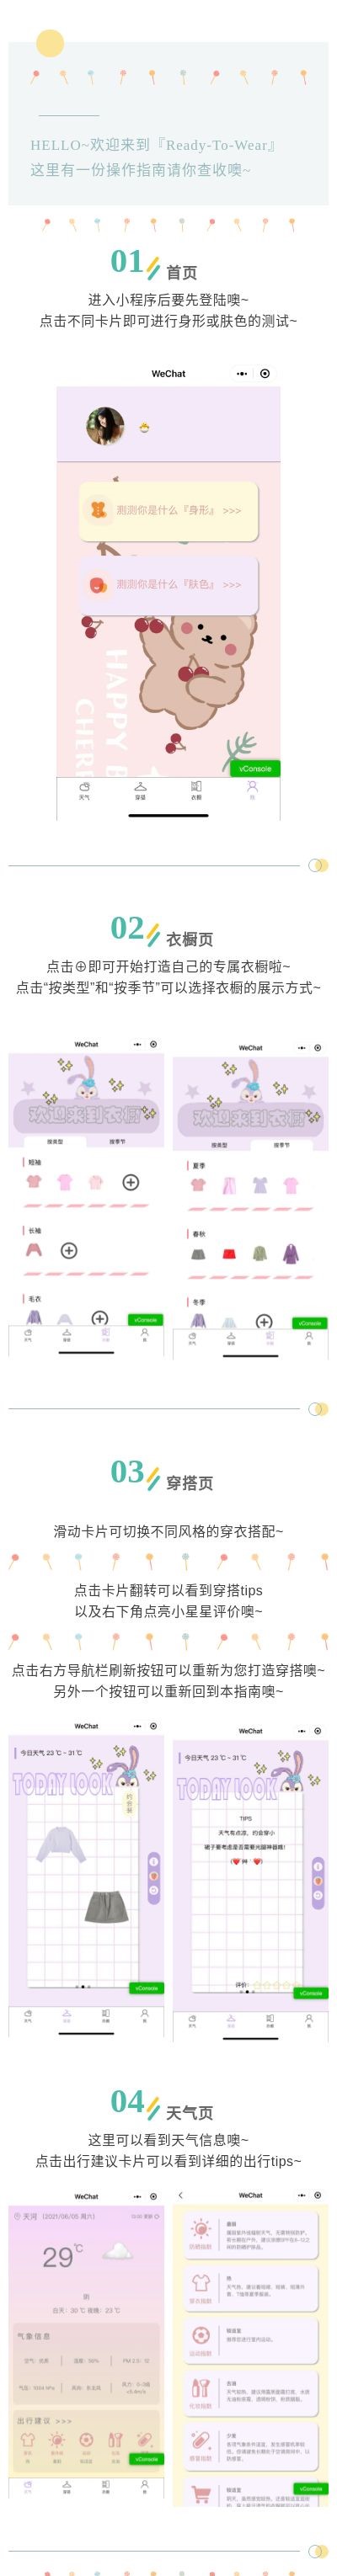 HELLO~欢迎来到『Ready-To-Wear』
这里有一份操作指南请你查收噢~
01 首页
进入小程序后要先登陆噢~
点击不同卡片即可进行身形或肤色的测试~
WeChat
测测你是什么『身形』 >>>
测测你是什么『肤色』 >>>
HAPPY B
CHERR
vConsole
天气 穿搭 衣橱 我
02 衣橱页
点击⊕即可开始打造自己的专属衣橱啦~
点击“按类型”和“按季节”可以选择衣橱的展示方式~
WeChat
欢迎来到衣橱
按类型 按季节
短袖
长袖
毛衣
vConsole
天气 穿搭 衣橱 我
WeChat
欢迎来到衣橱
按类型 按季节
夏季
春秋
冬季
vConsole
天气 穿搭 衣橱 我
03 穿搭页
滑动卡片可切换不同风格的穿衣搭配~
点击卡片翻转可以看到穿搭tips
以及右下角点亮小星星评价噢~
点击右方导航栏刷新按钮可以重新为您打造穿搭噢~
另外一个按钮可以重新回到本指南噢~
WeChat
今日天气 23 ℃ ~ 31 ℃
TODAY LOOK
vConsole
天气 穿搭 衣橱 我
WeChat
今日天气 23 ℃ ~ 31 ℃
TODAY LOOK
TIPS
天气有点凉，约会穿小
裙子要考虑是否需要光腿神器哦!
评价:
vConsole
天气 穿搭 衣橱 我
04 天气页
这里可以看到天气信息噢~
点击出行建议卡片可以看到详细的出行tips~
WeChat
天河 (2021/06/05 周六)
29℃
阴
白天: 30 ℃ 夜晚: 23 ℃
气象信息
出行建议 >>>
vConsole
WeChat
防晒指数
穿衣指数
运动指数
化妆指数
感冒指数
vConsole